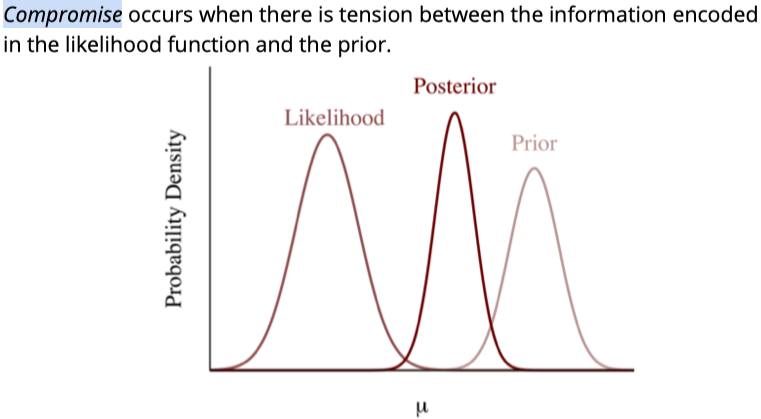 Compromise occurs when there is tension between the information encoded
in the likelihood function and the prior.
Posterior
Likelihood
Prior
Probability Density
μ